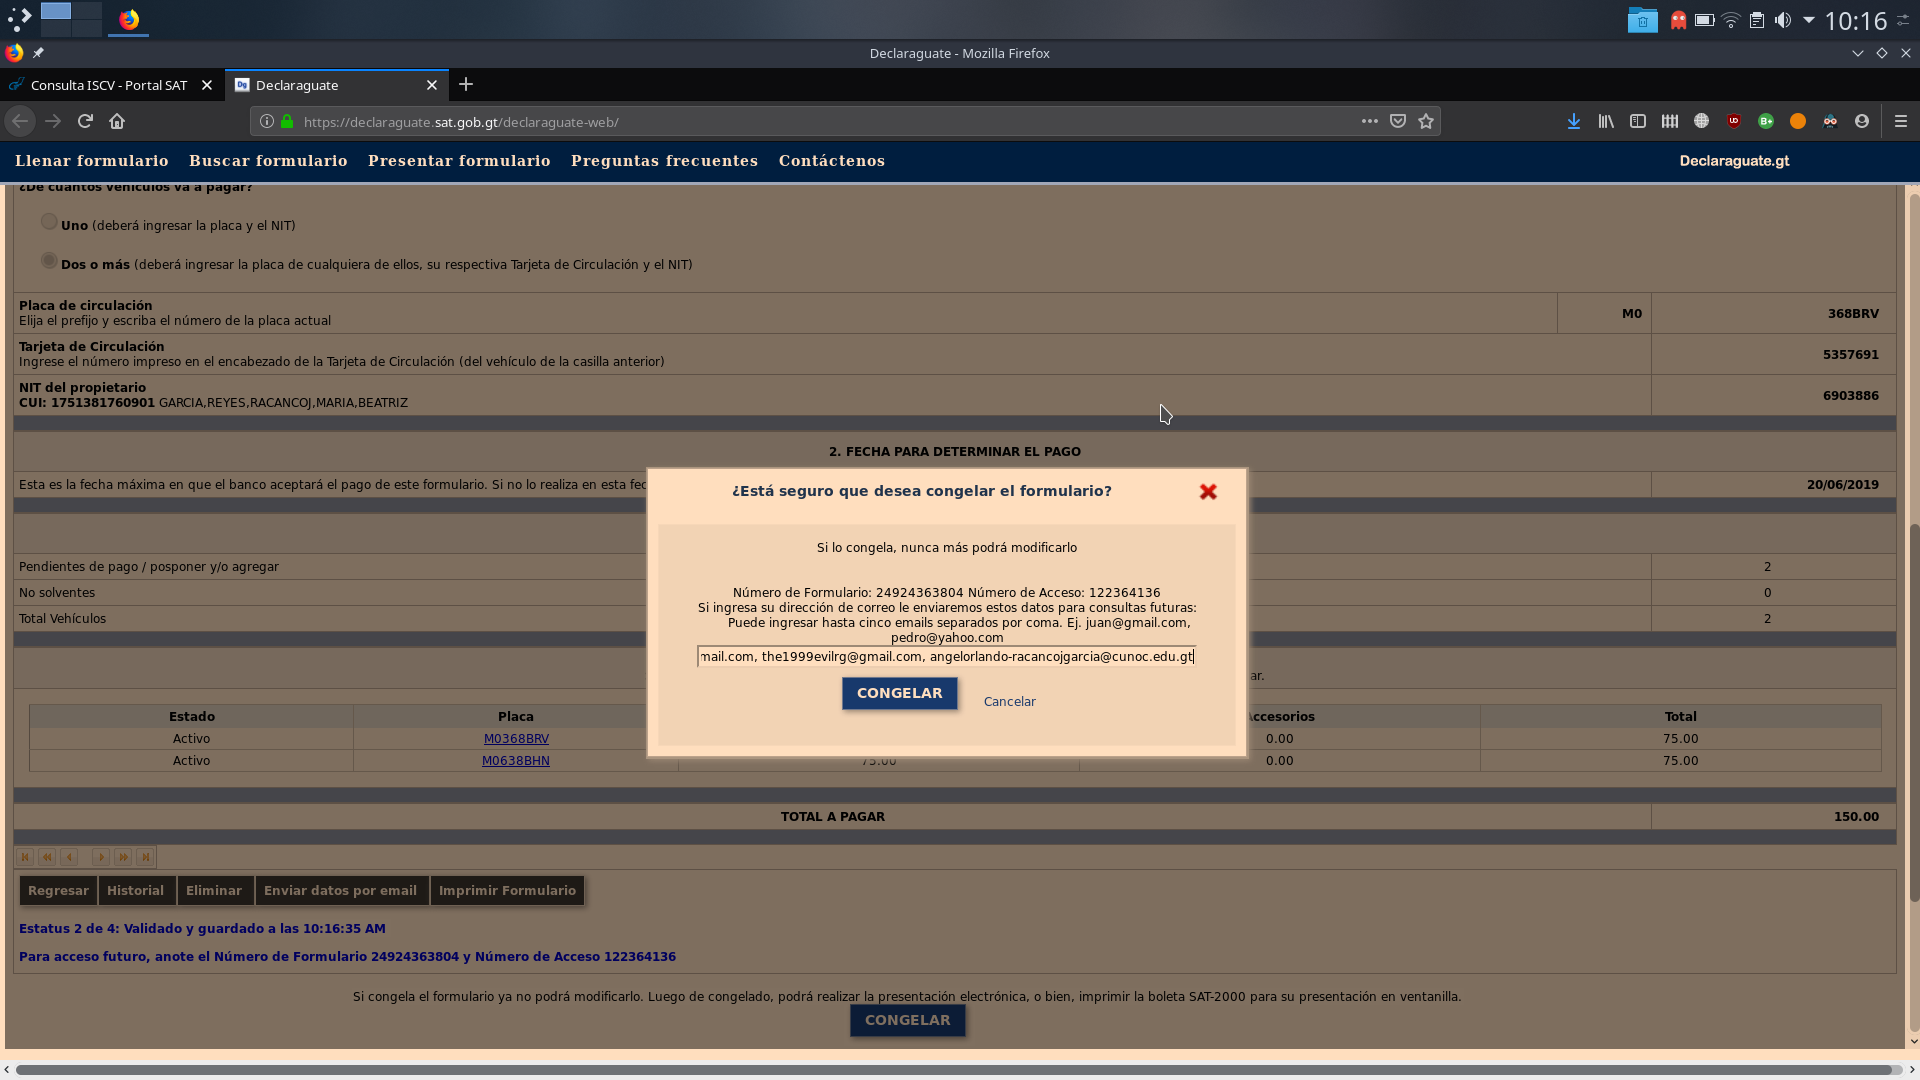 10:16
Declaraguate - Mozilla Firefox
Consulta ISCV - Portal SAT
Dg Declaraguate
https://declaraguate.sat.gob.gt/declaraguate-web/
Llenar formulario Buscar formulario Presentar formulario Preguntas frecuentes Contáctenos Declaraguate.gt
¿De cuántos vehículos va a pagar?
Uno (deberá ingresar la placa y el NIT)
Dos o más (deberá ingresar la placa de cualquiera de ellos, su respectiva Tarjeta de Circulación y el NIT)
Placa de circulación
Elija el prefijo y escriba el número de la placa actual
M0 368BRV
Tarjeta de Circulación
Ingrese el número impreso en el encabezado de la Tarjeta de Circulación (del vehículo de la casilla anterior)
5357691
NIT del propietario
CUI: 1751381760901 GARCIA,REYES,RACANCOJ,MARIA,BEATRIZ
6903886
2. FECHA PARA DETERMINAR EL PAGO
Esta es la fecha máxima en que el banco aceptará el pago de este formulario. Si no lo realiza en esta fec
20/06/2019
Pendientes de pago / posponer y/o agregar 2
No solventes 0
Total Vehículos 2
ar.
Estado Placa Accesorios Total
Activo M0368BRV 0.00 75.00
Activo M0638BHN 75.00 0.00 75.00
TOTAL A PAGAR 150.00
Regresar Historial Eliminar Enviar datos por email Imprimir Formulario
Estatus 2 de 4: Validado y guardado a las 10:16:35 AM
Para acceso futuro, anote el Número de Formulario 24924363804 y Número de Acceso 122364136
Si congela el formulario ya no podrá modificarlo. Luego de congelado, podrá realizar la presentación electrónica, o bien, imprimir la boleta SAT-2000 para su presentación en ventanilla.
CONGELAR
¿Está seguro que desea congelar el formulario?
Si lo congela, nunca más podrá modificarlo
Número de Formulario: 24924363804 Número de Acceso: 122364136
Si ingresa su dirección de correo le enviaremos estos datos para consultas futuras:
Puede ingresar hasta cinco emails separados por coma. Ej. juan@gmail.com,
pedro@yahoo.com
mail.com, the1999evilrg@gmail.com, angelorlando-racancojgarcia@cunoc.edu.gt
CONGELAR Cancelar